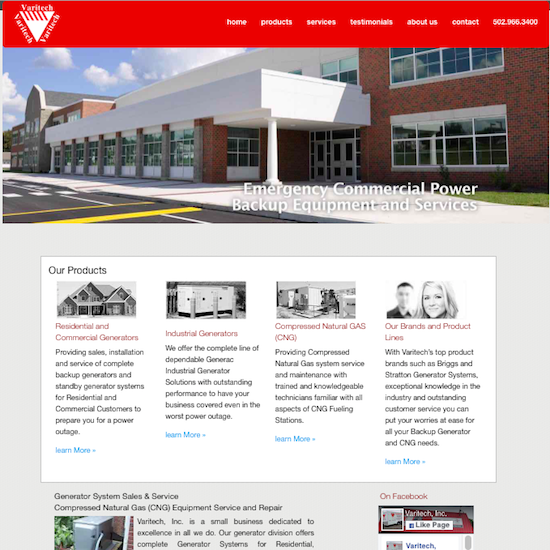 Varitech
Varitech
Varitech
home products services testimonials about us contact 502.966.3400
Emergency Commercial Power
Backup Equipment and Services
Our Products
Residential and
Commercial Generators
Providing sales, installation
and service of complete
backup generators and
standby generator systems
for Residential and
Commercial Customers to
prepare you for a power
outage.
learn More »
Industrial Generators
We offer the complete line of
dependable Generac
Industrial Generator
Solutions with outstanding
performance to have your
business covered even in the
worst power outage.
learn More »
Compressed Natural GAS
(CNG)
Providing Compressed
Natural Gas system service
and maintenance with
trained and knowledgeable
technicians familiar with all
aspects of CNG Fueling
Stations.
learn More »
Our Brands and Product
Lines
With Varitech's top product
brands such as Briggs and
Stratton Generator Systems,
exceptional knowledge in the
industry and outstanding
customer service you can
put your worries at ease for
all your Backup Generator
and CNG needs.
learn More »
Generator System Sales & Service
Compressed Natural Gas (CNG) Equipment Service and Repair
Varitech, Inc. is a small business dedicated to
excellence in all we do. Our generator division offers
complete Generator Systems for Residential,
On Facebook
Varitech, Inc.
Like Page
Varitech, Inc.